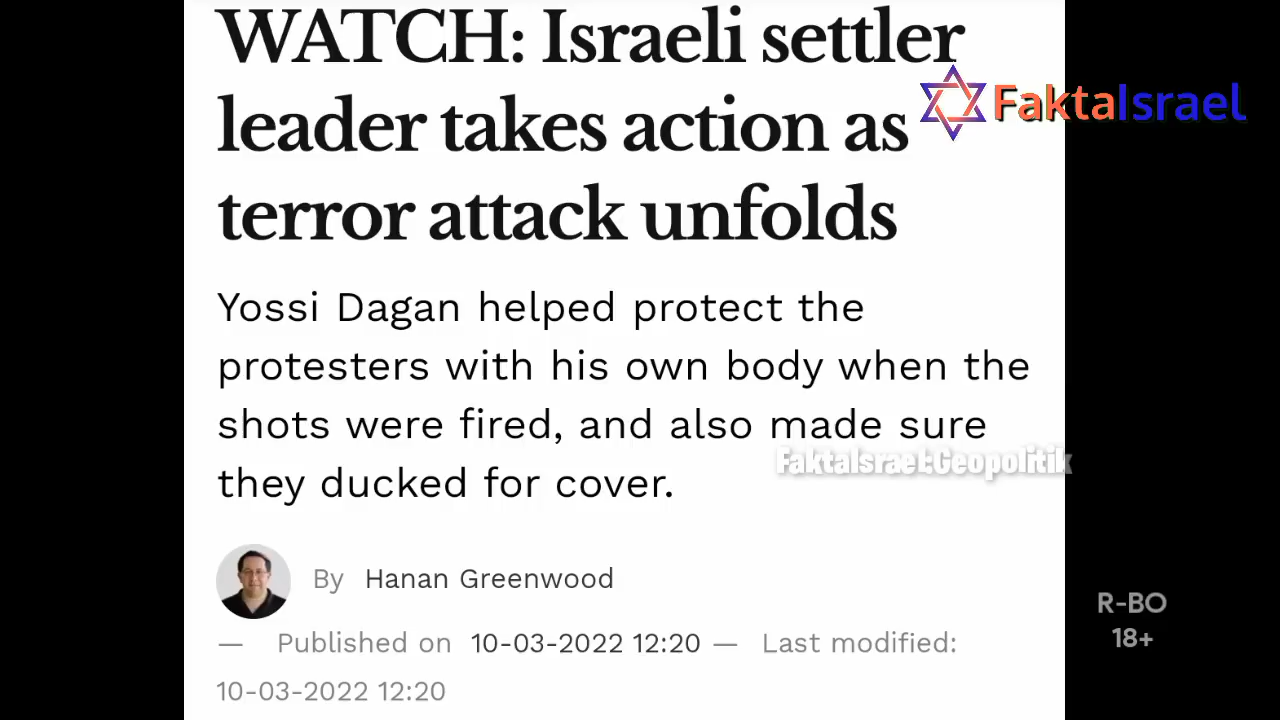 WATCH: Israeli settler
leader takes action as
terror attack unfolds
FaktaIsrael
Yossi Dagan helped protect the
protesters with his own body when the
shots were fired, and also made sure
they ducked for cover.
FaktaIsrael:Geopolitik
By Hanan Greenwood
— Published on 10-03-2022 12:20 — Last modified:
10-03-2022 12:20
R-BO
18+